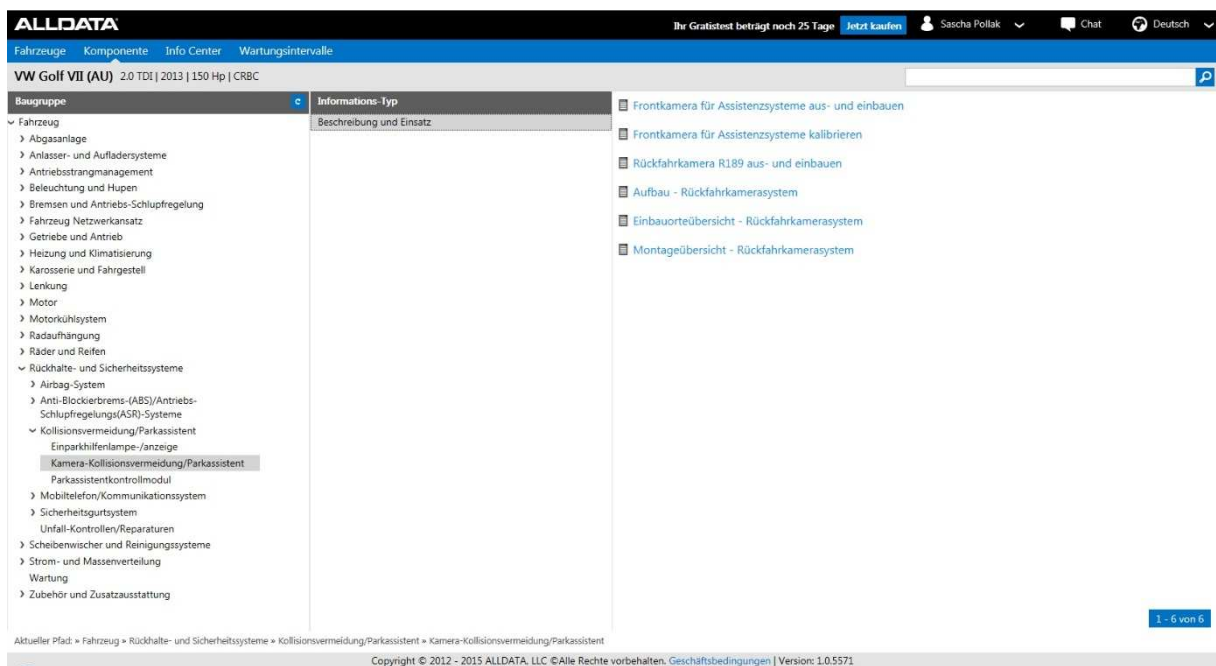 ALLDATA
Ihr Gratistest beträgt noch 25 Tage Jetzt kaufen Sascha Pollak Chat Deutsch
Fahrzeuge Komponente Info Center Wartungsintervalle
VW Golf VII (AU) 2.0 TDI | 2013 | 150 Hp | CRBC
Baugruppe
Fahrzeug
Abgasanlage
Anlasser- und Aufladersysteme
Antriebsstrangmanagement
Beleuchtung und Hupen
Bremsen und Antriebs-Schlupfregelung
Fahrzeug Netzwerkansatz
Getriebe und Antrieb
Heizung und Klimatisierung
Karosserie und Fahrgestell
Lenkung
Motor
Motorkühlsystem
Radaufhängung
Räder und Reifen
Rückhalte- und Sicherheitssysteme
Airbag-System
Anti-Blockierbrems-(ABS)/Antriebs-
Schlupfregelungs(ASR)-Systeme
Kollisionsvermeidung/Parkassistent
Einparkhilfenlampe-/anzeige
Kamera-Kollisionsvermeidung/Parkassistent
Parkassistentkontrollmodul
Mobiltelefon/Kommunikationssystem
Sicherheitsgurtsystem
Unfall-Kontrollen/Reparaturen
Scheibenwischer und Reinigungssysteme
Strom- und Massenverteilung
Wartung
Zubehör und Zusatzausstattung
Informations-Typ
Beschreibung und Einsatz
Frontkamera für Assistenzsysteme aus- und einbauen
Frontkamera für Assistenzsysteme kalibrieren
Rückfahrkamera R189 aus- und einbauen
Aufbau - Rückfahrkamerasystem
Einbauorteübersicht - Rückfahrkamerasystem
Montageübersicht - Rückfahrkamerasystem
1 - 6 von 6
Aktueller Pfad: » Fahrzeug » Rückhalte- und Sicherheitssysteme » Kollisionsvermeidung/Parkassistent » Kamera-Kollisionsvermeidung/Parkassistent
Copyright © 2012 - 2015 ALLDATA, LLC ©Alle Rechte vorbehalten. Geschäftsbedingungen | Version: 1.0.5571